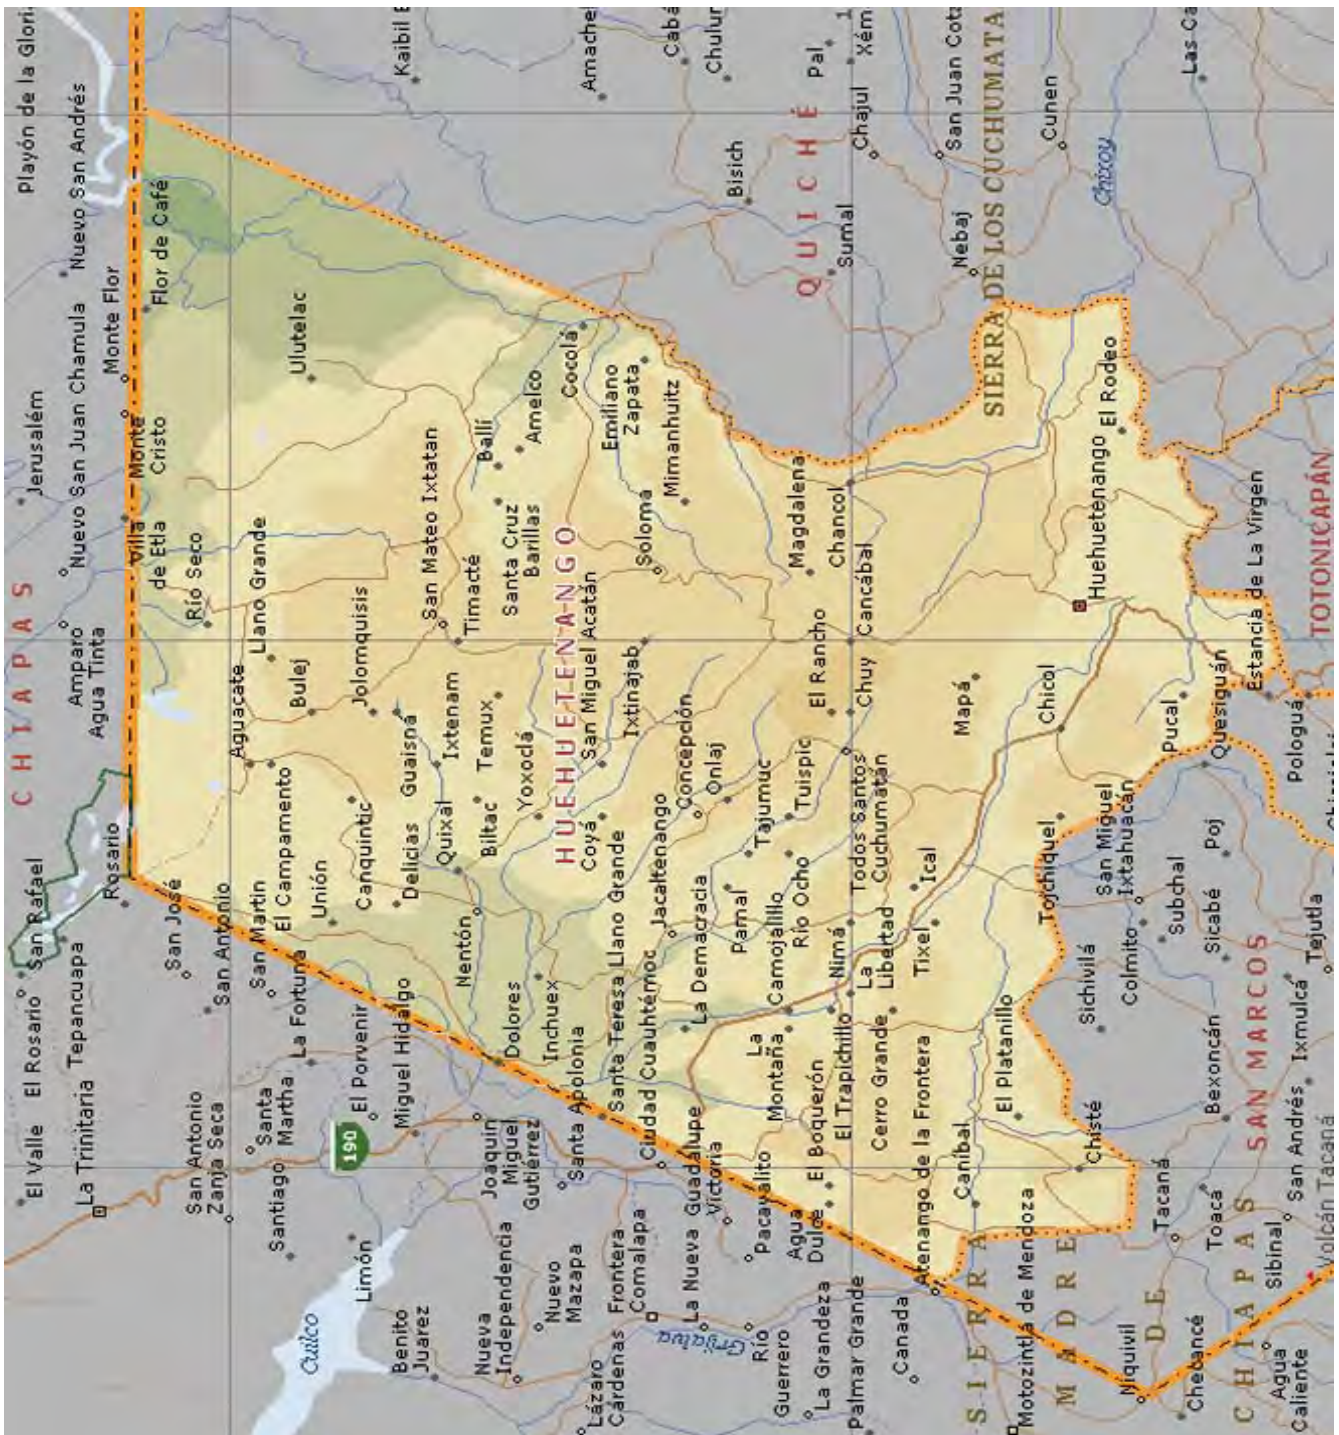 CHIAPAS
El Valle
El Rosario
San Rafael
Jerusalém
Playón de la Glori
La Trinitaria
Tepancuapa
Amparo
Agua Tinta
Nuevo San Juan Chamula
Nuevo San Andrés
Rosario
Monte Flor
Villa
de Etla
Monte
Cristo
Flor de Café
San José
Río Seco
San Antonio
Zanja Seca
San Antonio
Aguacate
Llano Grande
Santa
Martha
San Martín
El Campamento
Santiago
La Fortuna
Bulej
Ulutelac
Cuilco
Unión
190
Limón
El Porvenir
Canquintic
Jolomquisis
Benito
Juarez
Miguel Hidalgo
Delicias
Guaisná
Kaibil B
San Mateo Ixtatan
Quixal
Ixtenam
Nentón
Timacté
Nueva
Independencia
Joaquín
Miguel
Gutiérrez
Biltac
Temux
Ballí
Dolores
Santa Cruz
Barillas
Amelco
Yoxodá
Inchuex
Nuevo
Mazapa
Santa Apolonia
HUEHUETENANGO
Cocolá
Coyá
San Miguel Acatán
Amachel
Lázaro
Cárdenas
Frontera
Comalapa
Santa Teresa Llano Grande
Emiliano
Zapata
Ixtinajab
Ciudad Cuauhtémoc
Soloma
Jacaltenango
Grijalva
Concepción
Mimanhuitz
Cabá
La Nueva Guadalupe
La Demacracia
Victoria
Onlaj
Chulur
Pamal
Bisich
Río
Guerrero
Pacayalito
La
Montaña
Camojalillo
Tajumuc
Magdalena
Agua
Dulce
El Boquerón
Río Ocho
Tuispic
QUICHÉ
La Grandeza
El Rancho
Pal
El Trapichillo
Nimá
Chancol
Sumal
Palmar Grande
La
Libertad
Todos Santos
Cuchumatán
Chuy
Cancábal
Chajul
Xém
Cerro Grande
Canada
Atenango de la Frontera
Tixel
Ical
Canibal
Mapá
Nebaj
San Juan Cota
SIERRA
MADRE
DE
SIERRA DE LOS CUCHUMATA
El Platanillo
Motozintla de Mendoza
Tojchiquel
Chicol
Cunen
Chisté
Sichivilá
Huehuetenango
El Rodeo
Chixoy
San Miguel
Ixtahuacán
Niquivil
Colmito
Tacaná
Subchal
Pucal
Las Ca
Checancé
Toacá
Bexoncán
Sicabé
Poj
Quesiguán
CHIAPAS
SAN MARCOS
Estancia de La Virgen
Sibinal
Agua
Caliente
San Andrés
Ixmulcá
Pologuá
Tejutla
TOTONICAPÁN
Volcán Tacaná